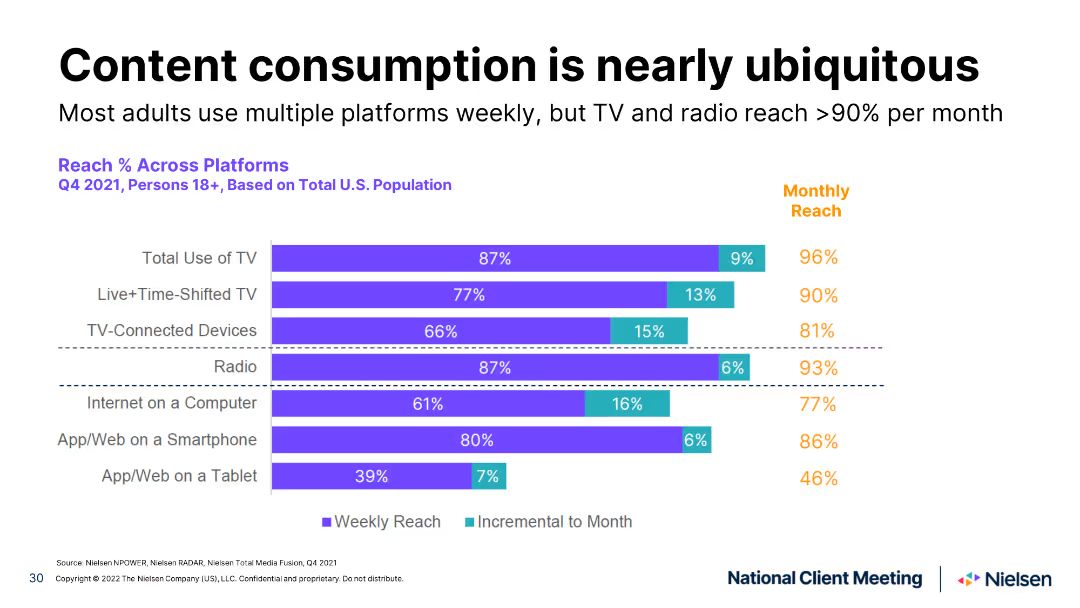 Content consumption is nearly ubiquitous
Most adults use multiple platforms weekly, but TV and radio reach >90% per month
Reach % Across Platforms
Q4 2021, Persons 18+, Based on Total U.S. Population
Monthly
Reach
Total Use of TV 87% 9% 96%
Live+Time-Shifted TV 77% 13% 90%
TV-Connected Devices 66% 15% 81%
Radio 87% 6% 93%
Internet on a Computer 61% 16% 77%
App/Web on a Smartphone 80% 6% 86%
App/Web on a Tablet 39% 7% 46%
Weekly Reach Incremental to Month
Source: Nielsen NPOWER, Nielsen RADAR, Nielsen Total Media Fusion, Q4 2021
30 Copyright © 2022 The Nielsen Company (US), LLC. Confidential and proprietary. Do not distribute.
National Client Meeting Nielsen